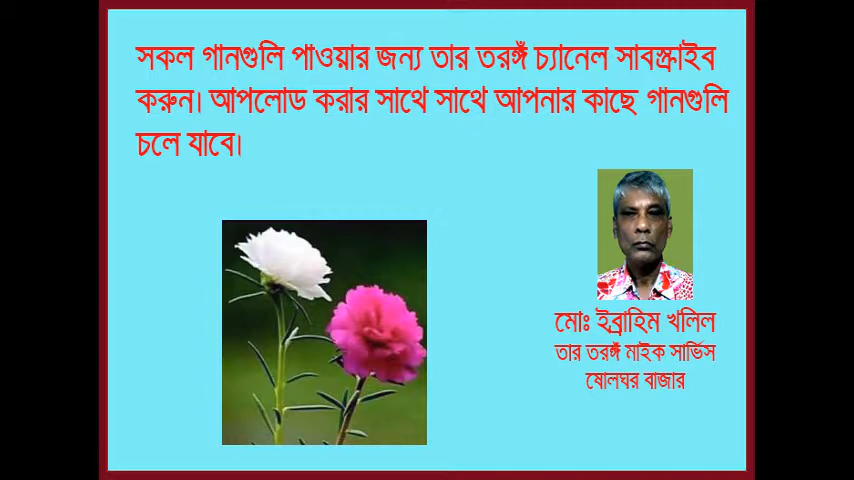 সকল গানগুলি পাওয়ার জন্য তার তরঙ্গঁ চ্যানেল সাবস্ক্রাইব
করুন। আপলোড করার সাথে সাথে আপনার কাছে গানগুলি
চলে যাবে।
মোঃ ইব্রাহিম খলিল
তার তরঙ্গঁ মাইক সার্ভিস
ষোলঘর বাজার